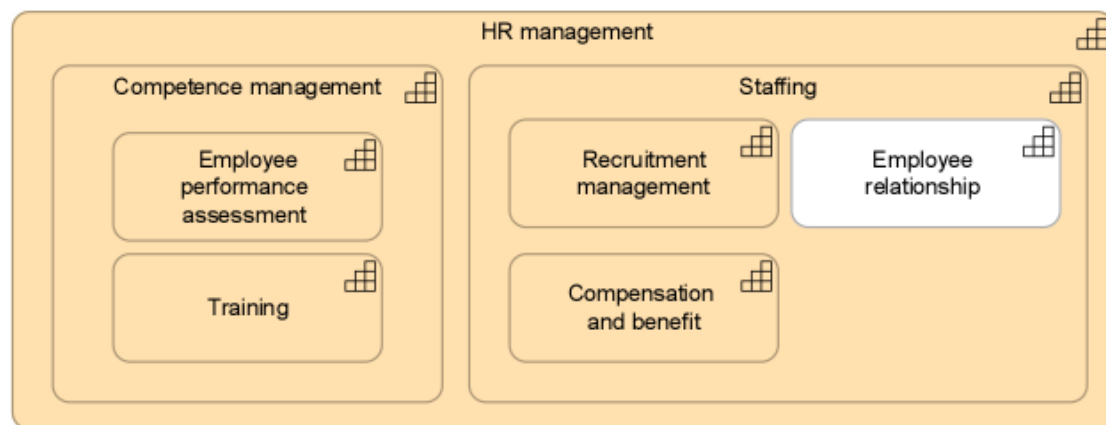 HR management
Competence management
Employee
performance
assessment
Training
Staffing
Recruitment
management
Employee
relationship
Compensation
and benefit